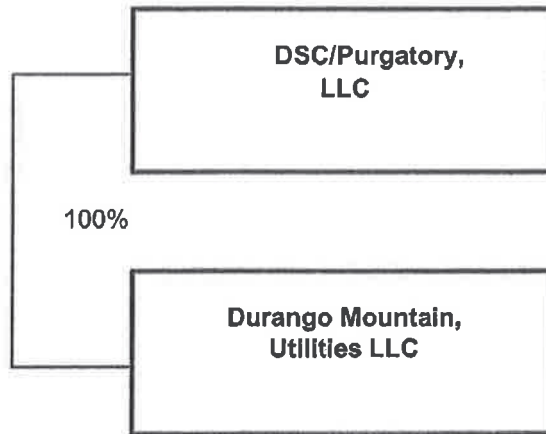 DSC/Purgatory,
LLC
100%
Durango Mountain,
Utilities LLC